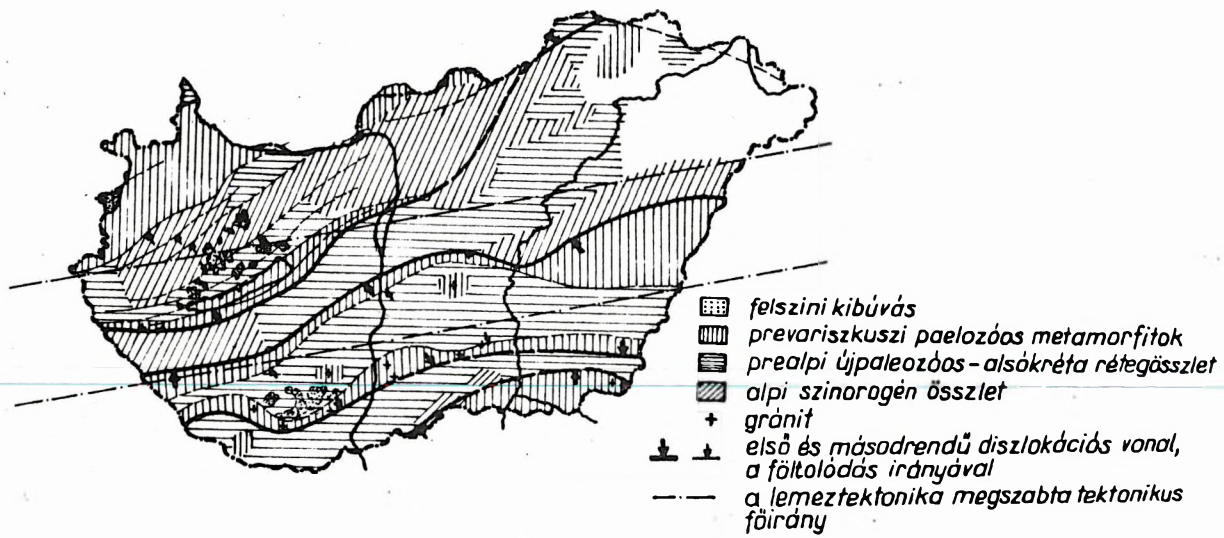 felszíni kibúvás
prevariszkuszi paelozóos metamorfitok
prealpi újpaleozóos-alsókréta rétegösszlet
alpi szinorogén összlet
gránit
első és másodrendű diszlokációs vonal,
a föltolódás irányával
a lemeztektonika megszabta tektonikus
főirány